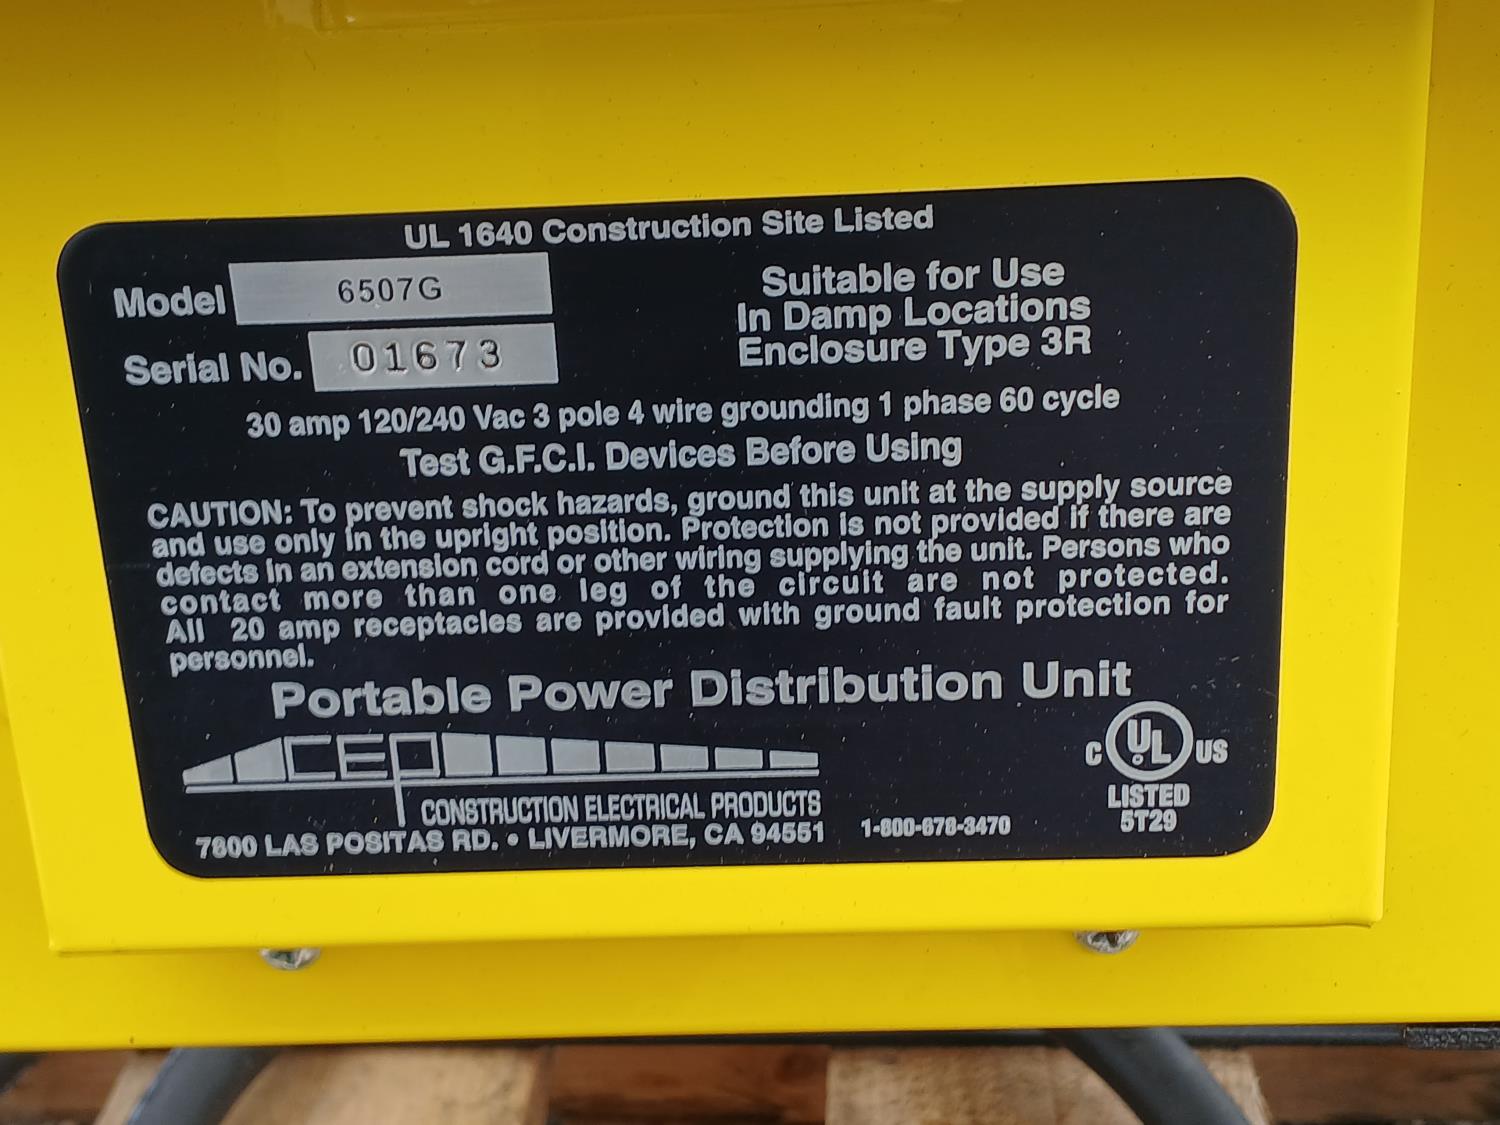 UL 1640 Construction Site Listed
Model 6507G
Serial No. 01673
Suitable for Use
In Damp Locations
Enclosure Type 3R
30 amp 120/240 Vac 3 pole 4 wire grounding 1 phase 60 cycle
Test G.F.C.I. Devices Before Using
CAUTION: To prevent shock hazards, ground this unit at the supply source
and use only in the upright position. Protection is not provided if there are
defects in an extension cord or other wiring supplying the unit. Persons who
contact more than one leg of the circuit are not protected.
All 20 amp receptacles are provided with ground fault protection for
personnel.
Portable Power Distribution Unit
CEP
CONSTRUCTION ELECTRICAL PRODUCTS
7800 LAS POSITAS RD. • LIVERMORE, CA 94551
1-800-678-3470
C UL US
LISTED
5T29